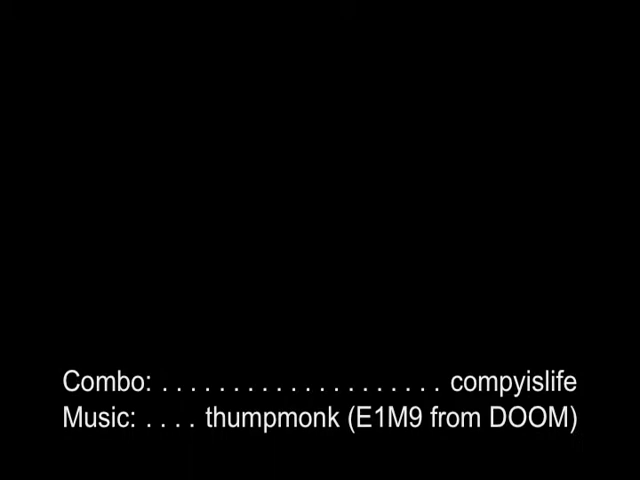 Combo: . . . . . . . . . . . . . . . . . . . . compyislife
Music: . . . . thumpmonk (E1M9 from DOOM)